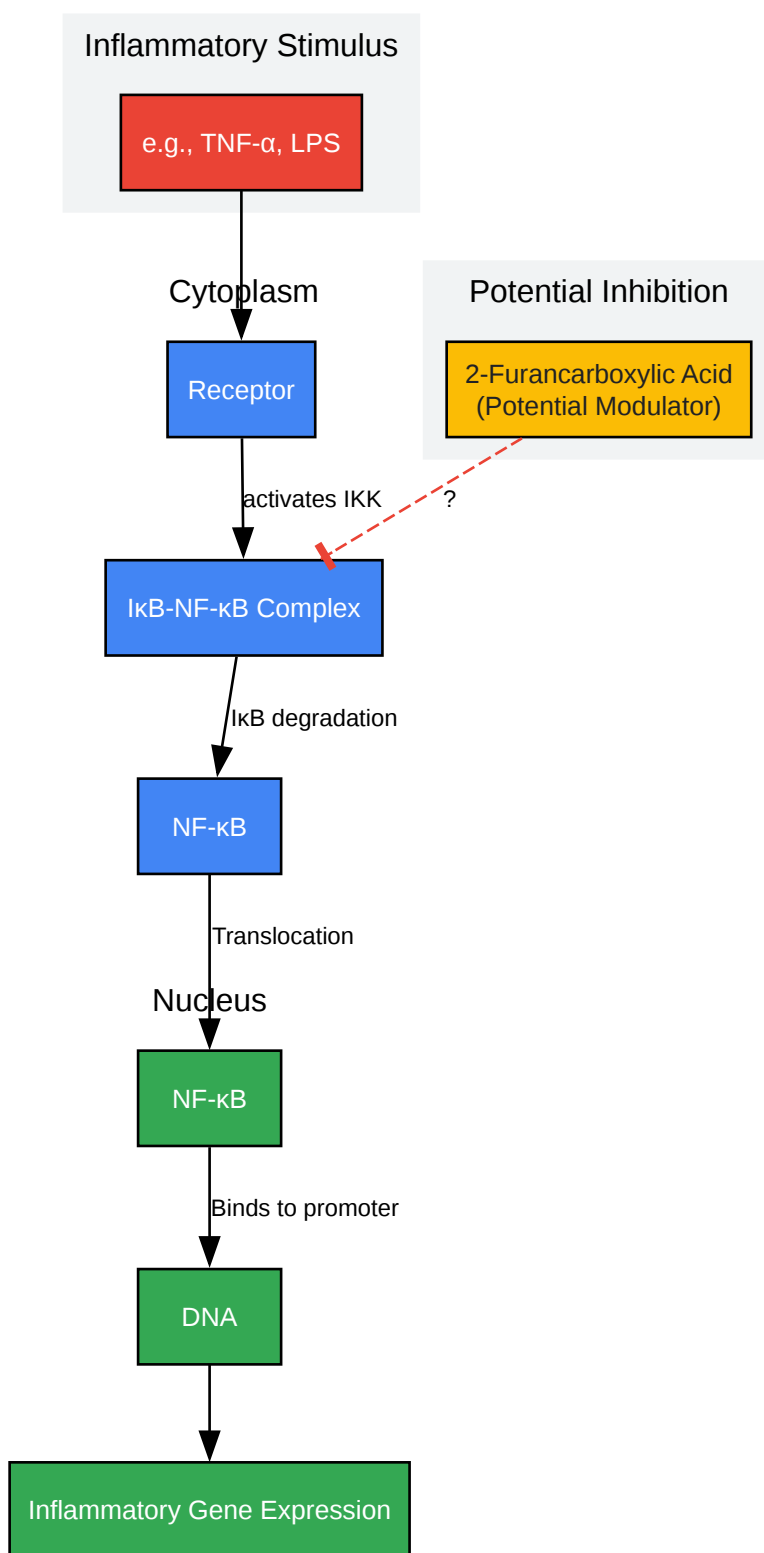 Inflammatory Stimulus
e.g., TNF-α, LPS
Cytoplasm
Potential Inhibition
Receptor
2-Furancarboxylic Acid
(Potential Modulator)
activates IKK
?
IκB-NF-κB Complex
IκB degradation
NF-κB
Translocation
Nucleus
NF-κB
Binds to promoter
DNA
Inflammatory Gene Expression